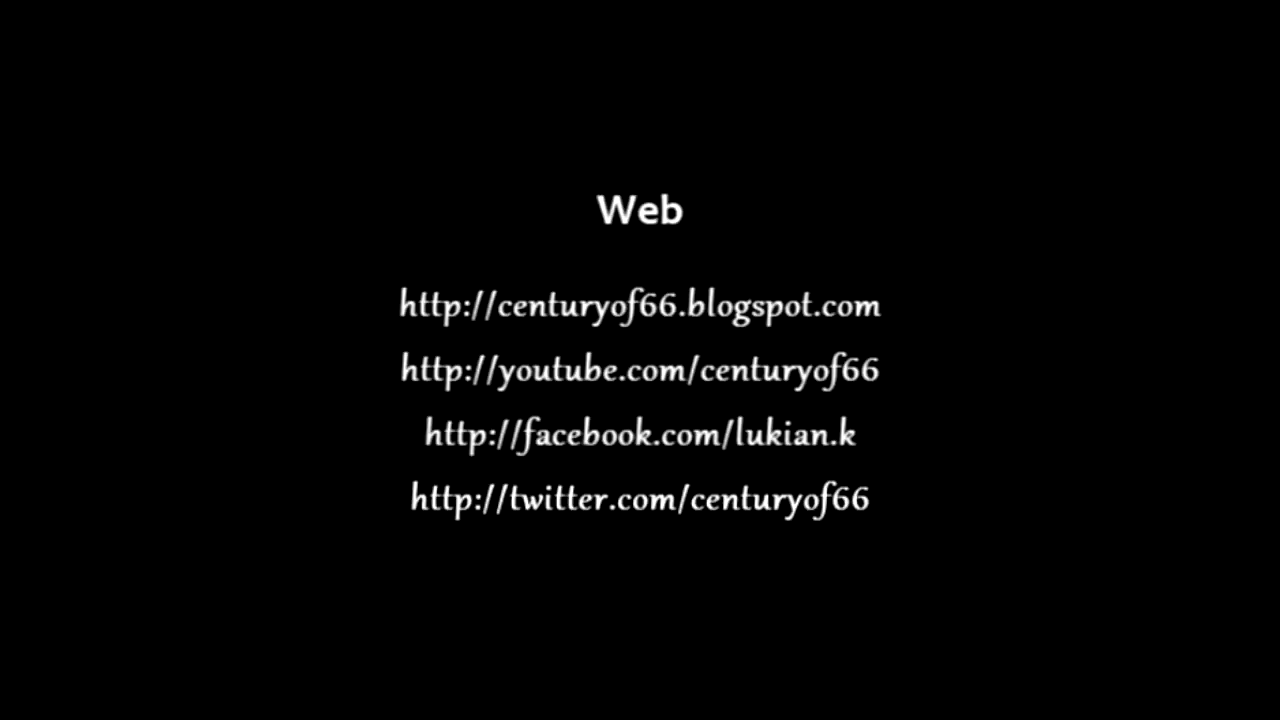 Web
http://centuryof66.blogspot.com
http://youtube.com/centuryof66
http://facebook.com/lukian.k
http://twitter.com/centuryof66